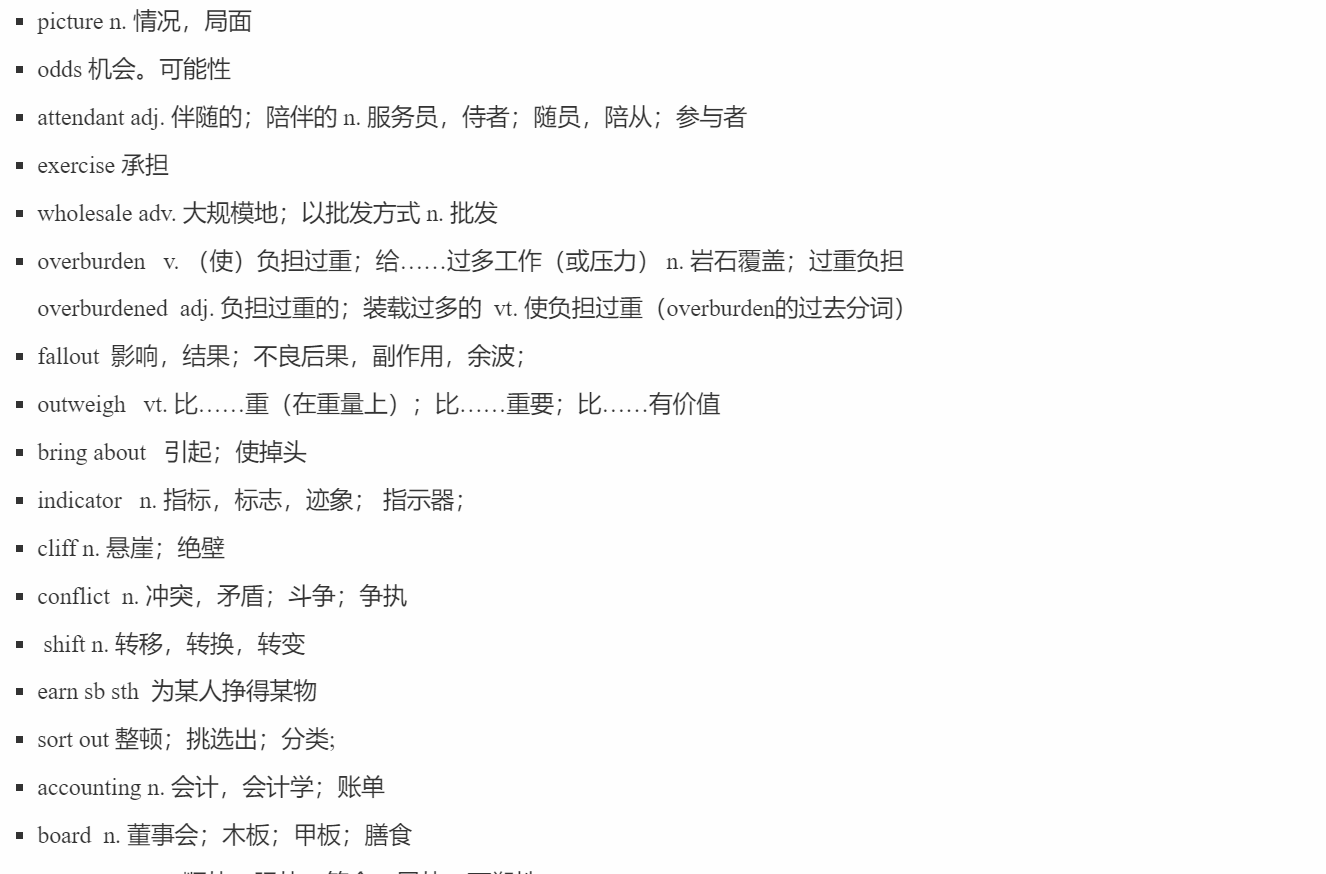 picture n. 情况，局面
odds 机会。可能性
attendant adj. 伴随的；陪伴的 n. 服务员，侍者；随员，陪从；参与者
exercise 承担
wholesale adv. 大规模地；以批发方式 n. 批发
overburden v. （使）负担过重；给……过多工作（或压力） n. 岩石覆盖；过重负担
overburdened adj. 负担过重的；装载过多的 vt. 使负担过重（overburden的过去分词）
fallout 影响，结果；不良后果，副作用，余波；
outweigh vt. 比……重（在重量上）；比……重要；比……有价值
bring about 引起；使掉头
indicator n. 指标，标志，迹象； 指示器；
cliff n. 悬崖；绝壁
conflict n. 冲突，矛盾；斗争；争执
shift n. 转移，转换，转变
earn sb sth 为某人挣得某物
sort out 整顿；挑选出；分类;
accounting n. 会计，会计学；账单
board n. 董事会；木板；甲板；膳食